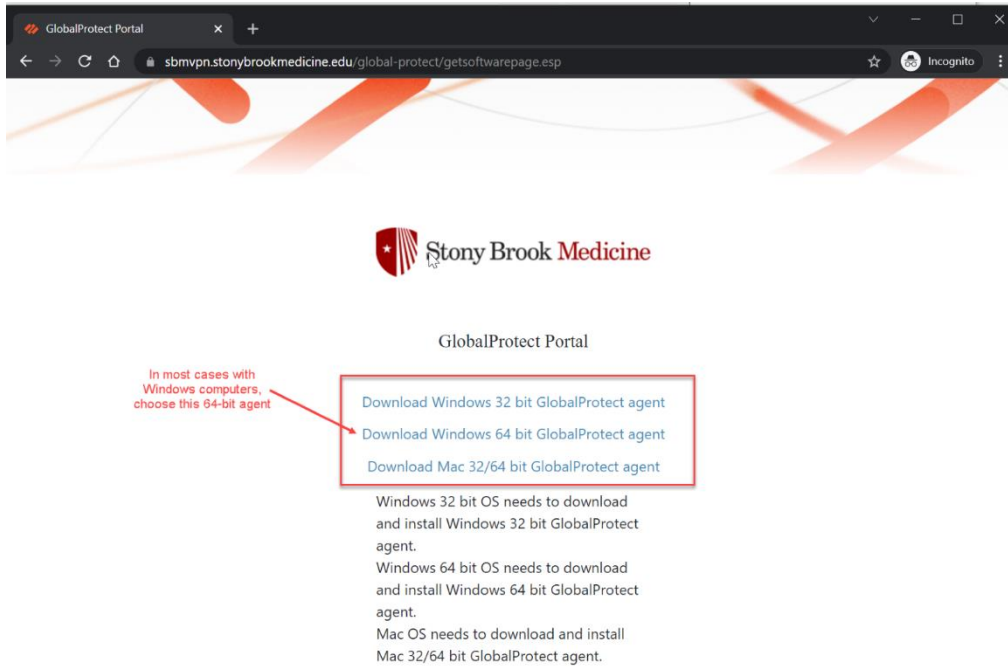 GlobalProtect Portal
sbmvpn.stonybrookmedicine.edu/global-protect/getsoftwarepage.esp
Incognito
Stony Brook Medicine
GlobalProtect Portal
In most cases with
Windows computers,
choose this 64-bit agent
Download Windows 32 bit GlobalProtect agent
Download Windows 64 bit GlobalProtect agent
Download Mac 32/64 bit GlobalProtect agent
Windows 32 bit OS needs to download
and install Windows 32 bit GlobalProtect
agent.
Windows 64 bit OS needs to download
and install Windows 64 bit GlobalProtect
agent.
Mac OS needs to download and install
Mac 32/64 bit GlobalProtect agent.